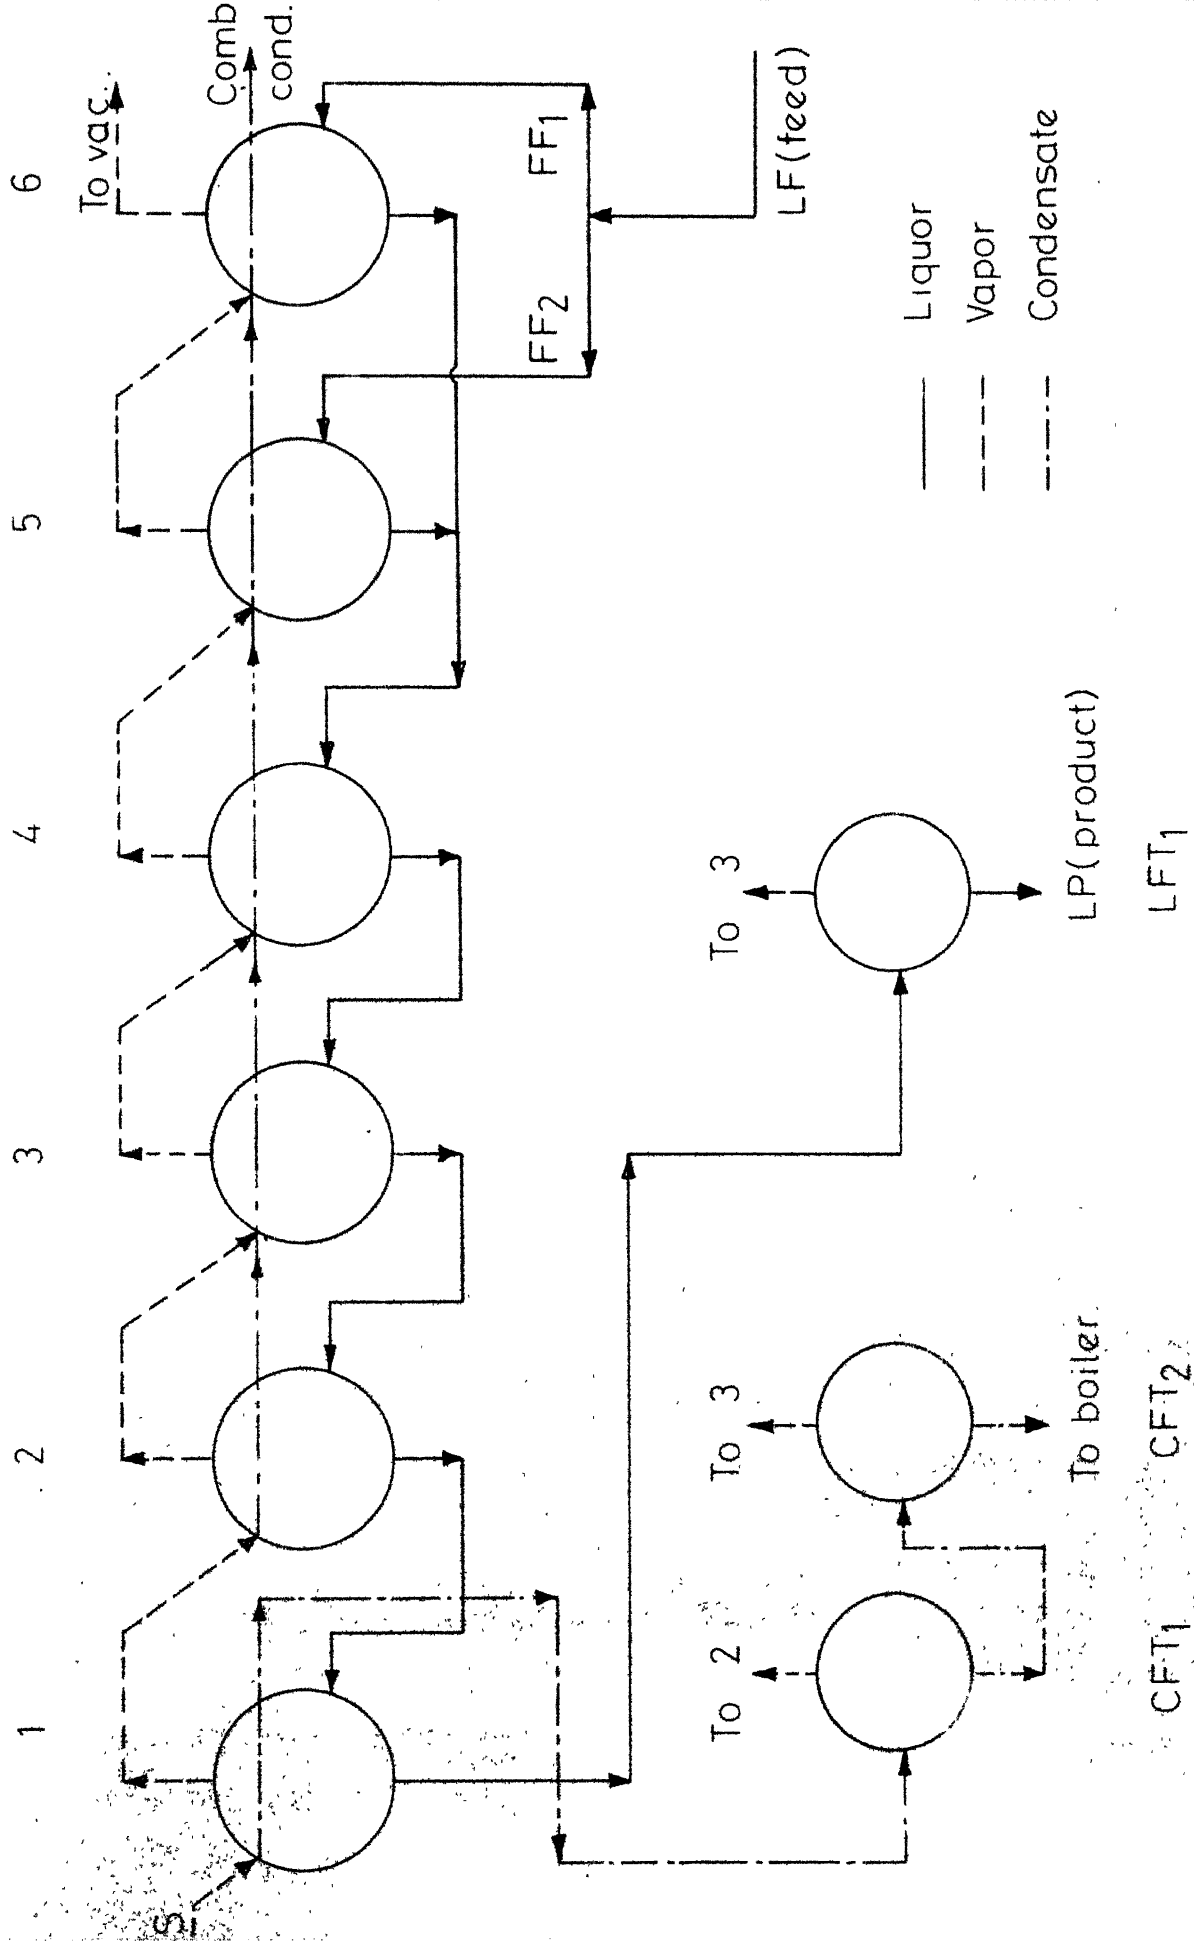 1
2
3
4
5
6
To vac.
Comb
cond.
S
FF2
FF1
LF(feed)
To 2
To 3
To 3
Liquor
Vapor
Condensate
To boiler
LP(product)
CFT1
CFT2
LFT1